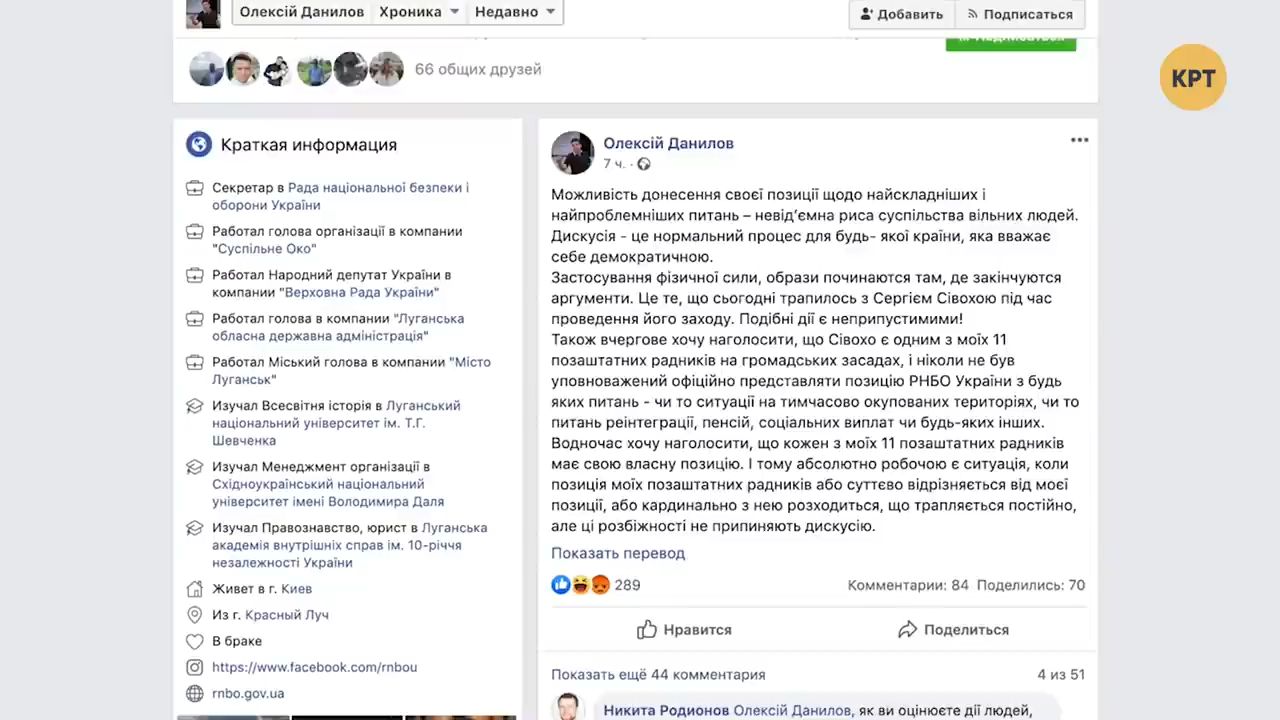 Олексій Данилов Хроника Недавно
Добавить Подписаться
66 общих друзей
КРТ
Краткая информация
Секретар в Рада національної безпеки і
оборони України
Работал голова організації в компании
"Суспільне Око"
Работал Народний депутат України в
компании "Верховна Рада України"
Работал голова в компании "Луганська
обласна державна адміністрація"
Работал Міський голова в компании "Місто
Луганськ"
Изучал Всесвітня історія в Луганський
національний університет ім. Т.Г.
Шевченка
Изучал Менеджмент організації в
Східноукраїнський національний
університет імені Володимира Даля
Изучал Правознавство, юрист в Луганська
академія внутрішніх справ ім. 10-річчя
незалежності України
Живет в г. Киев
Из г. Красный Луч
В браке
https://www.facebook.com/rnbou
rnbo.gov.ua
Олексій Данилов
7 ч. ·
Можливість донесення своєї позиції щодо найскладніших і
найпроблемніших питань – невід’ємна риса суспільства вільних людей.
Дискусія - це нормальний процес для будь- якої країни, яка вважає
себе демократичною.
Застосування фізичної сили, образи починаються там, де закінчуются
аргументи. Це те, що сьогодні трапилось з Сергієм Сівохою під час
проведення його заходу. Подібні дії є неприпустимими!
Також вчергове хочу наголосити, що Сівохо є одним з моїх 11
позаштатних радників на громадських засадах, і ніколи не був
уповноважений офіційно представляти позицію РНБО України з будь
яких питань - чи то ситуації на тимчасово окупованих територіях, чи то
питань реінтеграції, пенсій, соціальних виплат чи будь-яких інших.
Водночас хочу наголосити, що кожен з моїх 11 позаштатних радників
має свою власну позицію. І тому абсолютно робочою є ситуація, коли
позиція моїх позаштатних радників або суттєво відрізняється від моєї
позиції, або кардинально з нею розходиться, що трапляється постійно,
але ці розбіжності не припиняють дискусію.
Показать перевод
289 Комментарии: 84 Поделились: 70
Нравится Поделиться
Показать ещё 44 комментария 4 из 51
Никита Родионов Олексій Данилов, як ви оцінюєте дії людей,